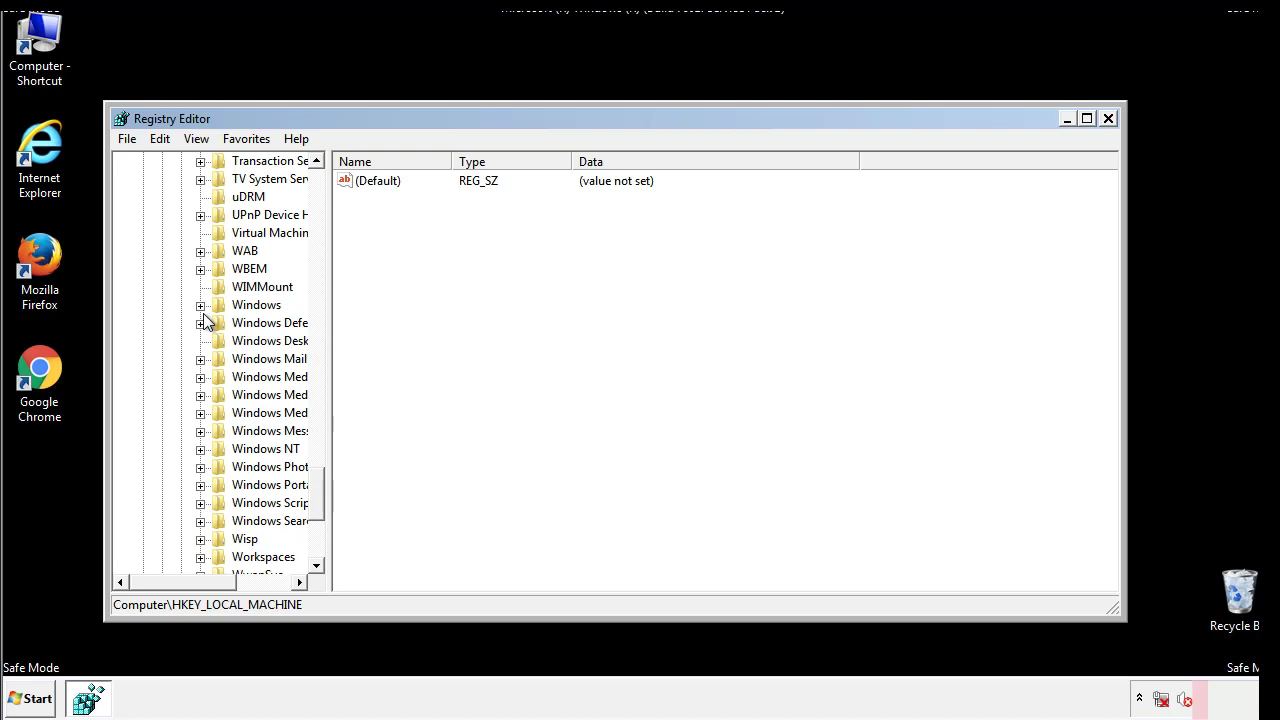 Computer -
Shortcut
Internet
Explorer
Mozilla
Firefox
Google
Chrome
Registry Editor
File Edit View Favorites Help
Transaction Se
TV System Serv
uDRM
UPnP Device H
Virtual Machin
WAB
WBEM
WIMMount
Windows
Windows Defe
Windows Desk
Windows Mail
Windows Med
Windows Med
Windows Med
Windows Mess
Windows NT
Windows Phot
Windows Porta
Windows Scrip
Windows Sear
Wisp
Workspaces
Name Type Data
(Default) REG_SZ (value not set)
Computer\HKEY_LOCAL_MACHINE
Recycle B
Safe Mode
Safe M
Start